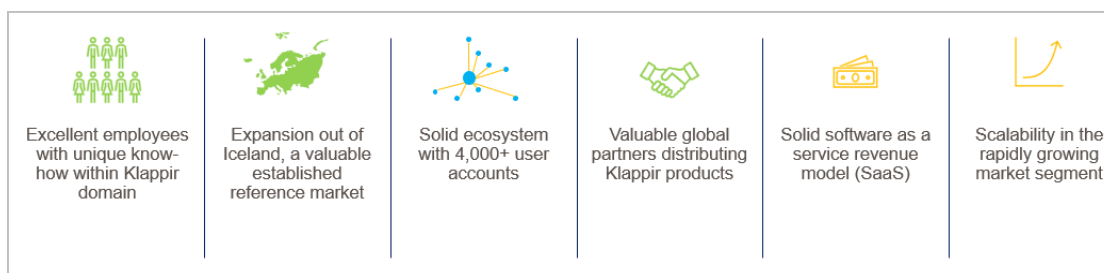 Excellent employees
with unique know-
how within Klappir
domain
Expansion out of
Iceland, a valuable
established
reference market
Solid ecosystem
with 4,000+ user
accounts
Valuable global
partners distributing
Klappir products
Solid software as a
service revenue
model (SaaS)
Scalability in the
rapidly growing
market segment